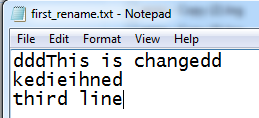 first_rename.txt - Notepad
File Edit Format View Help
dddThis is changedd
kedieihned
third line